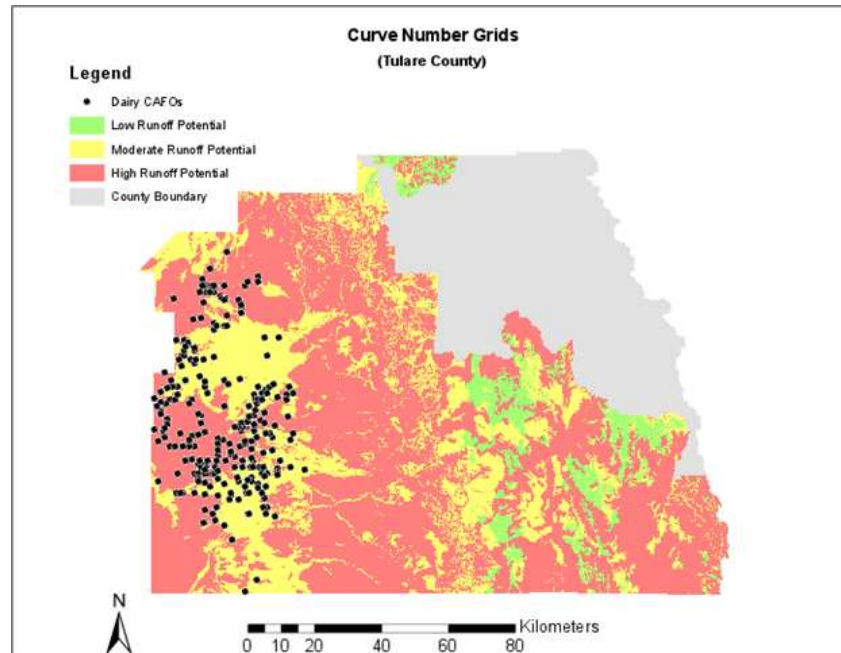 Curve Number Grids
(Tulare County)
Legend
Dairy CAFOs
Low Runoff Potential
Moderate Runoff Potential
High Runoff Potential
County Boundary
N
Kilometers
0 10 20 40 60 80